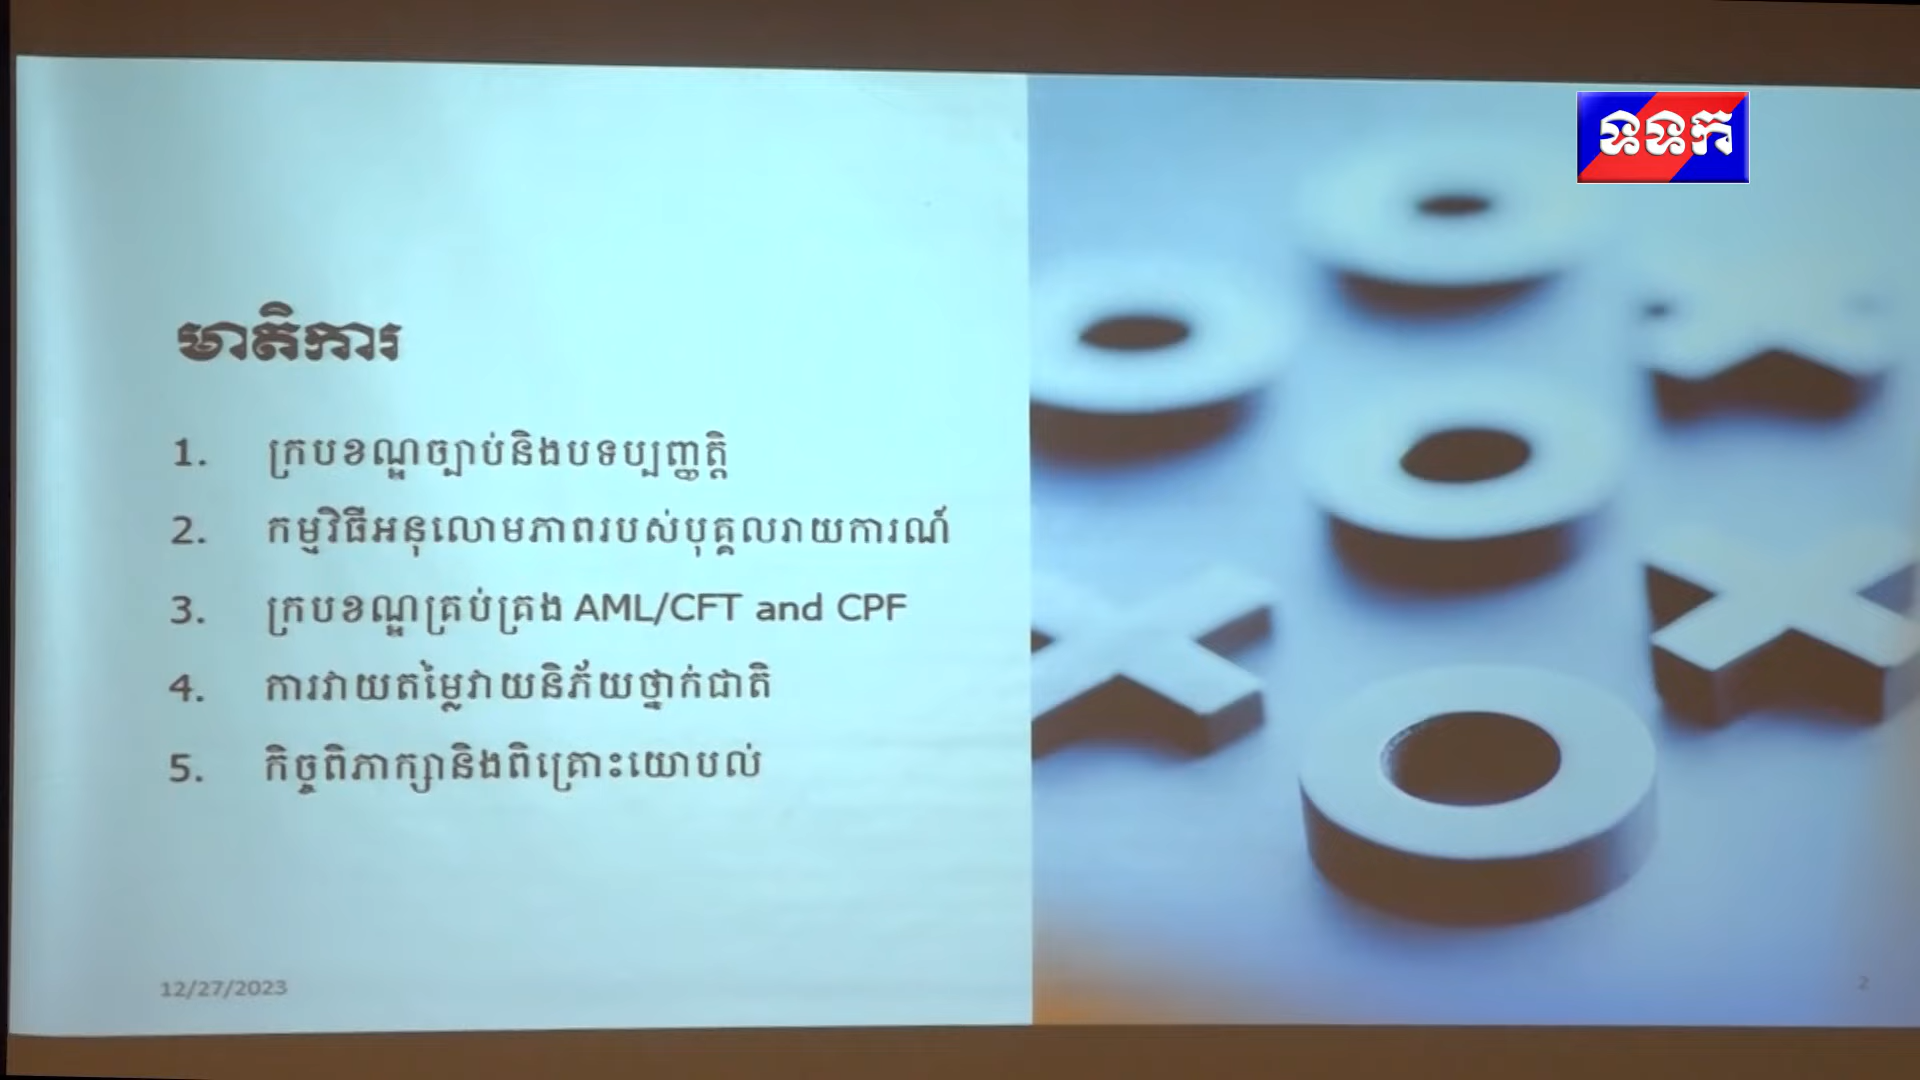 ទទក
មាតិការ
1. ក្របខណ្ឌច្បាប់និងបទប្បញ្ញត្តិ
2. កម្មវិធីអនុលោមភាពរបស់បុគ្គលរាយការណ៍
3. ក្របខណ្ឌគ្រប់គ្រង AML/CFT and CPF
4. ការវាយតម្លៃវាយនិភ័យថ្នាក់ជាតិ
5. កិច្ចពិភាក្សានិងពិគ្រោះយោបល់
12/27/2023
2